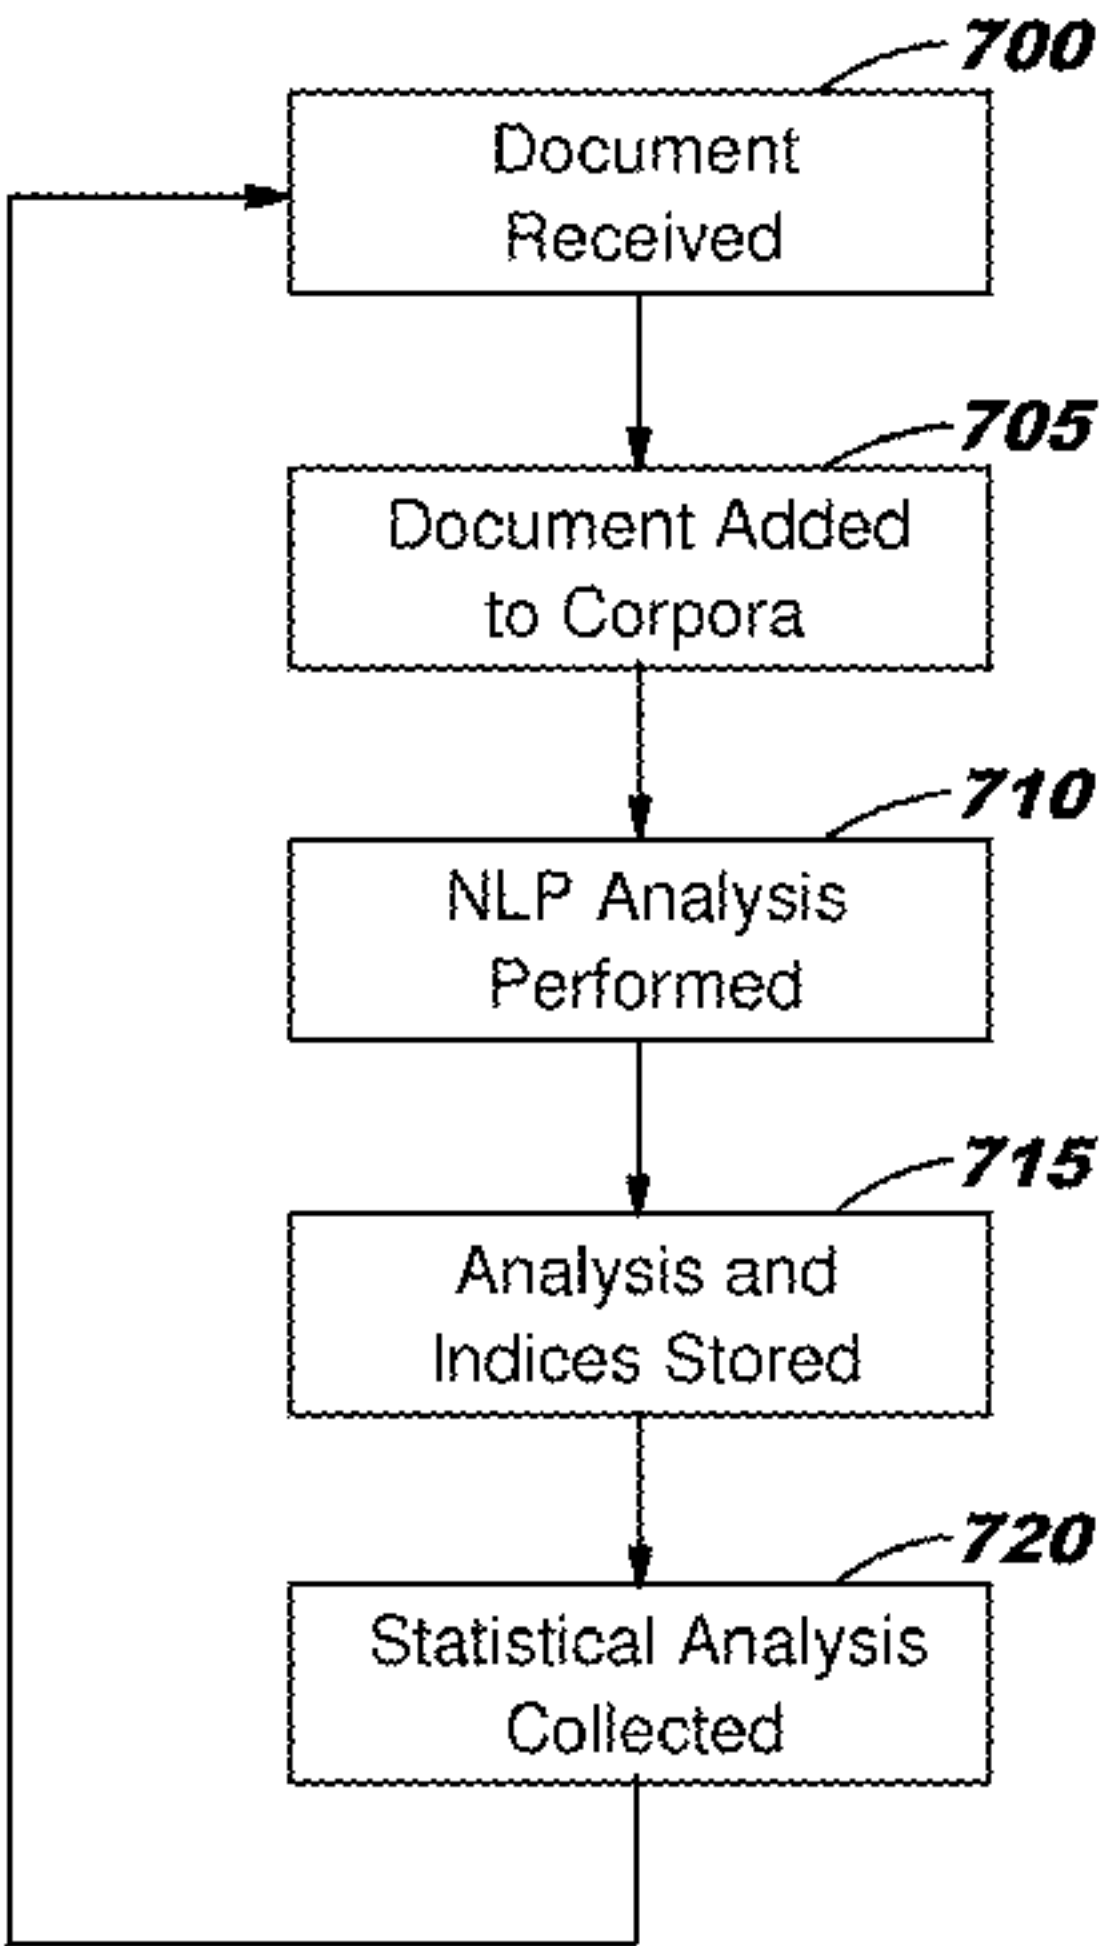 700
Document
Received
705
Document Added
to Corpora
710
NLP Analysis
Performed
715
Analysis and
Indices Stored
720
Statistical Analysis
Collected